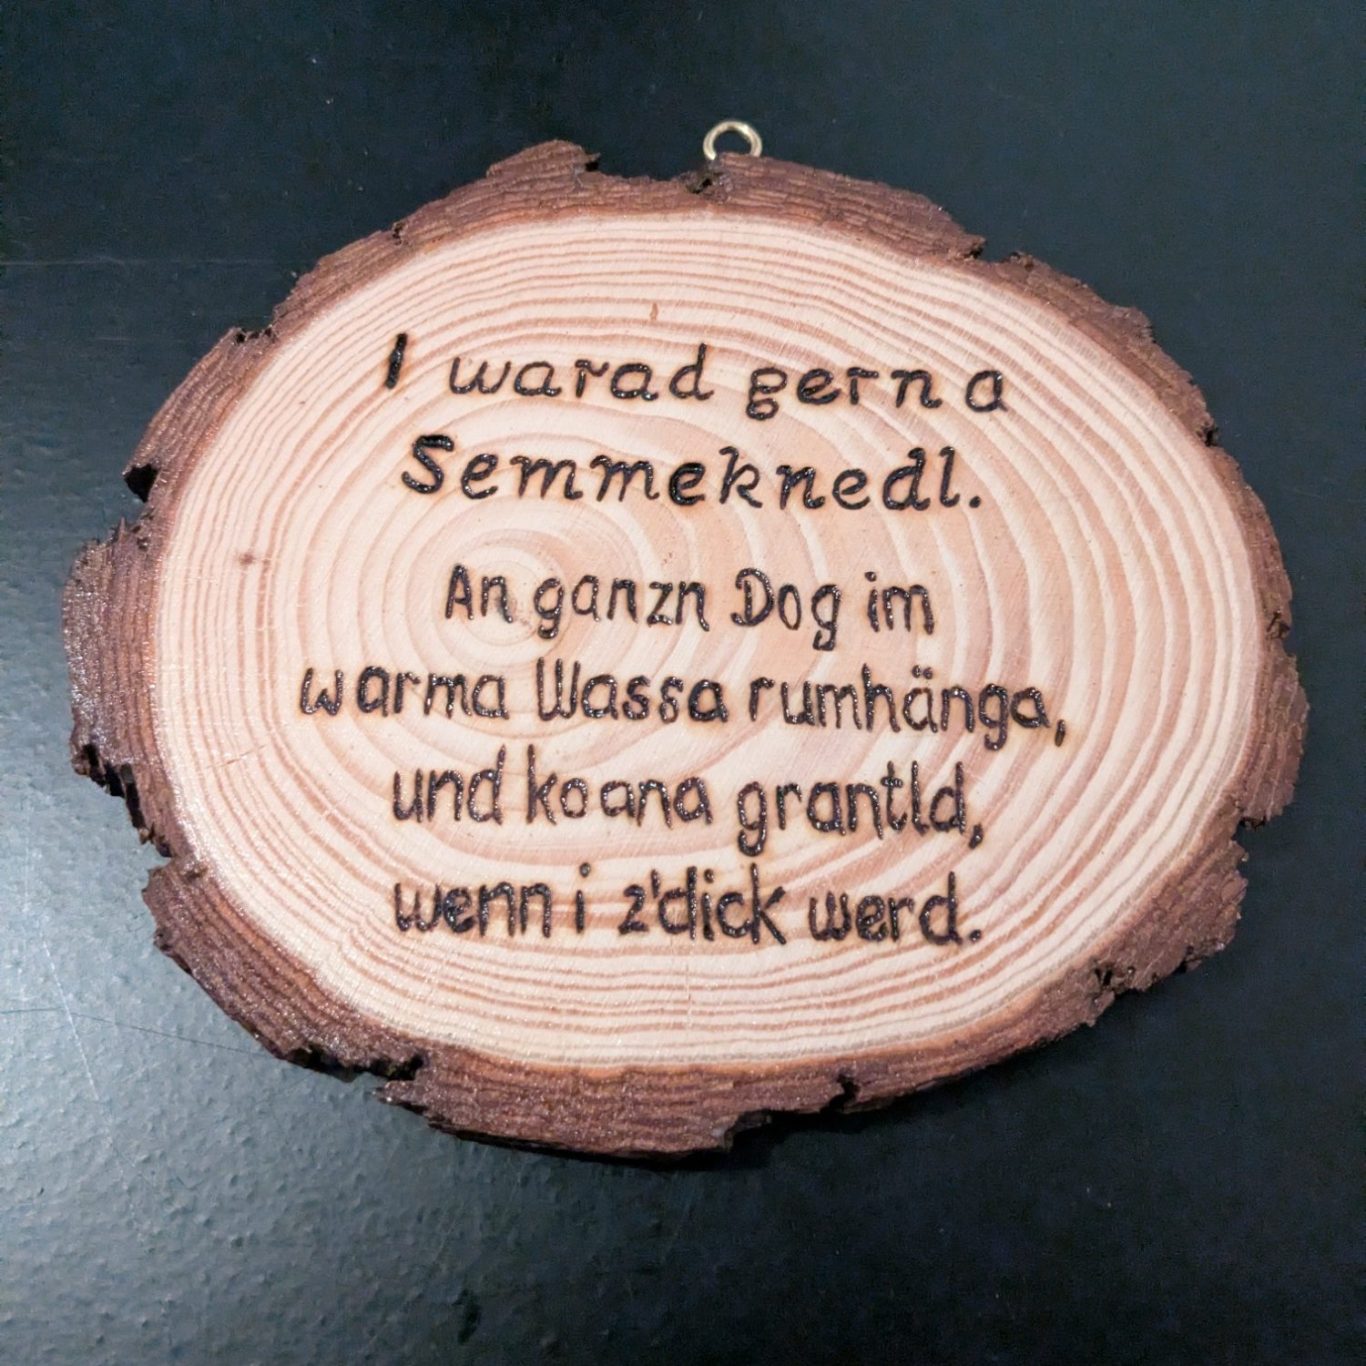 I warad gern a
Semmeknedl.
An ganzn Dog im
warma Wassa rumhänga,
und koana grantld,
wenn i z'dick werd.